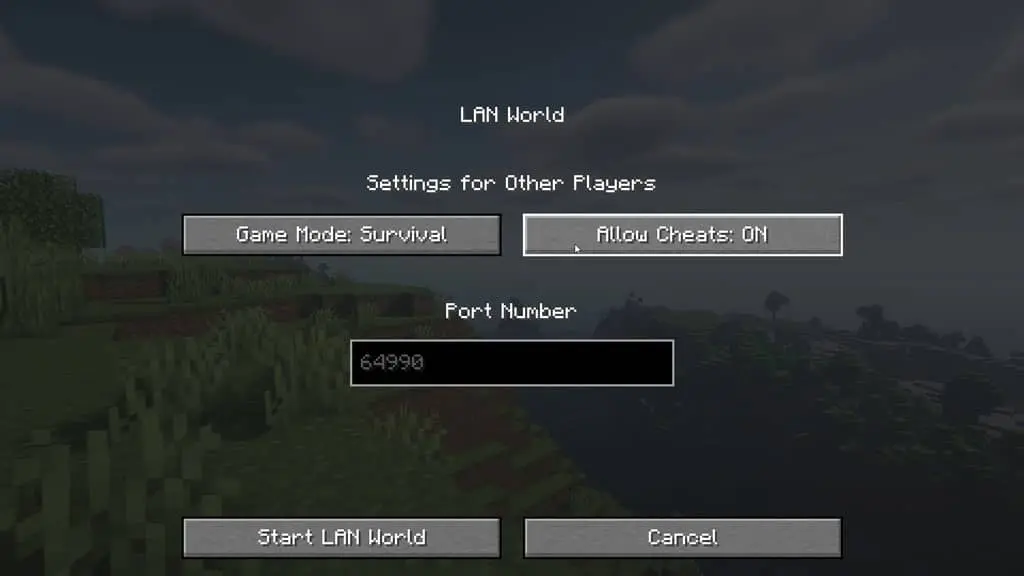 LAN World
Settings for Other Players
Game Mode: Survival
Allow Cheats: ON
Port Number
64990
Start LAN World
Cancel